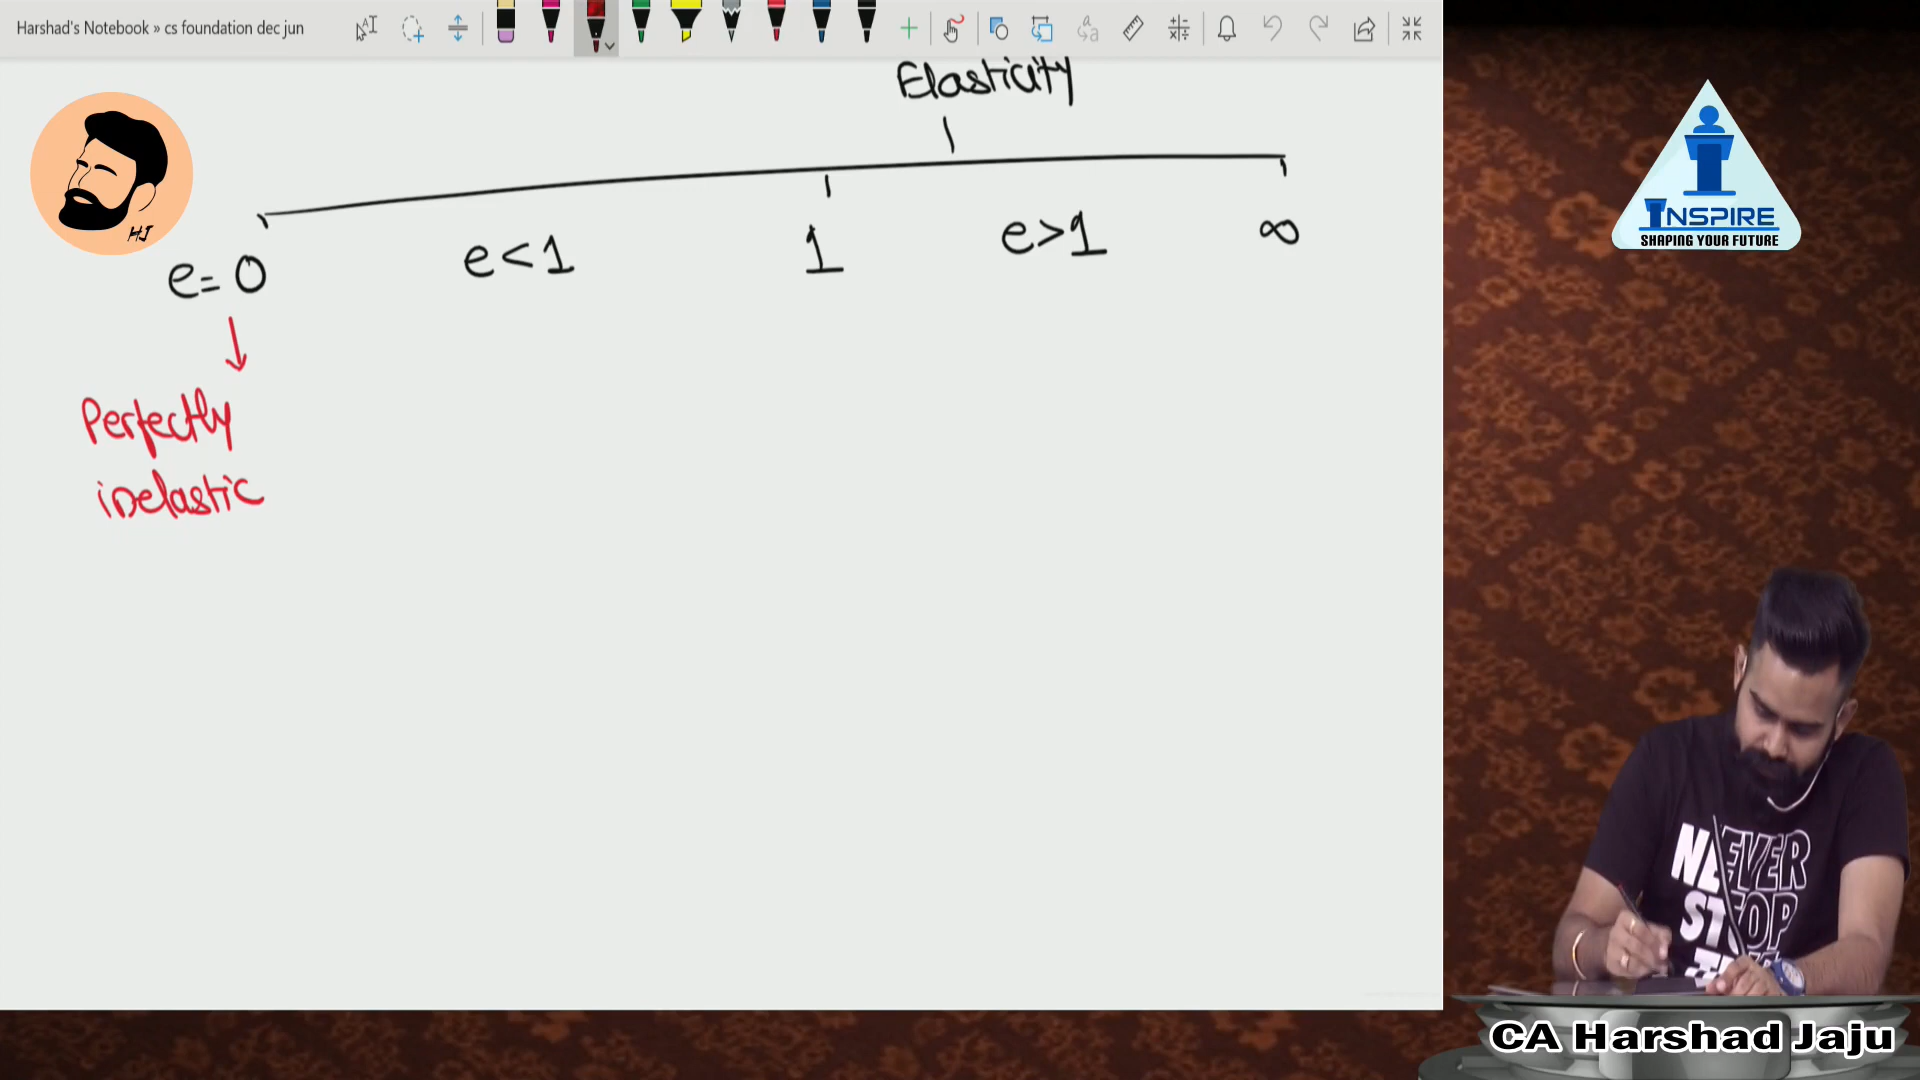 Harshad's Notebook » cs foundation dec jun
Elasticity
e = 0
e < 1
1
e > 1
∞
Perfectly
inelastic
HJ
INSPIRE
SHAPING YOUR FUTURE
NEVER
STOP
CA Harshad Jaju